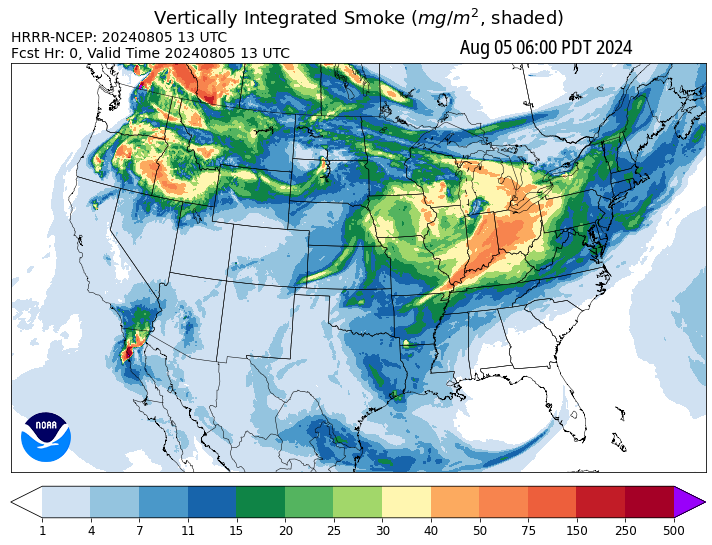 Vertically Integrated Smoke (mg/m², shaded)
HRRR-NCEP: 20240805 13 UTC
Fcst Hr: 0, Valid Time 20240805 13 UTC
Aug 05 06:00 PDT 2024
NOAA
1 4 7 11 15 20 25 30 40 50 75 150 250 500